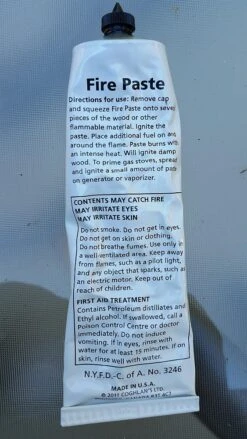 Fire Paste
Directions for use: Remove cap
and squeeze Fire Paste onto
pieces of the wood or other
flammable material. Ignite the
paste. Place additional fuel on and
around the flame. Paste burns with
an intense heat. Will ignite damp
wood. To prime gas stoves, spread
and ignite a small amount of paste
on generator or vaporizer.
CONTENTS MAY CATCH FIRE
MAY IRRITATE EYES
MAY IRRITATE SKIN
Do not smoke. Do not get in eyes.
Do not get on skin or clothing.
Do not breathe fumes. Use only in
a well-ventilated area. Keep away
from flames, such as a pilot light,
and any object that sparks, such as
an electric motor. Keep out of
reach of children.
FIRST AID TREATMENT
Contains Petroleum distillates and
Ethyl alcohol. If swallowed, call a
Poison Control Centre or doctor
immediately. Do not induce
vomiting. If in eyes, rinse with
water for at least 15 minutes. If on
skin, rinse well with water.
N.Y.F.D.-C. of A. No. 3246
MADE IN U.S.A.
© 2011 COGHLAN'S LTD.